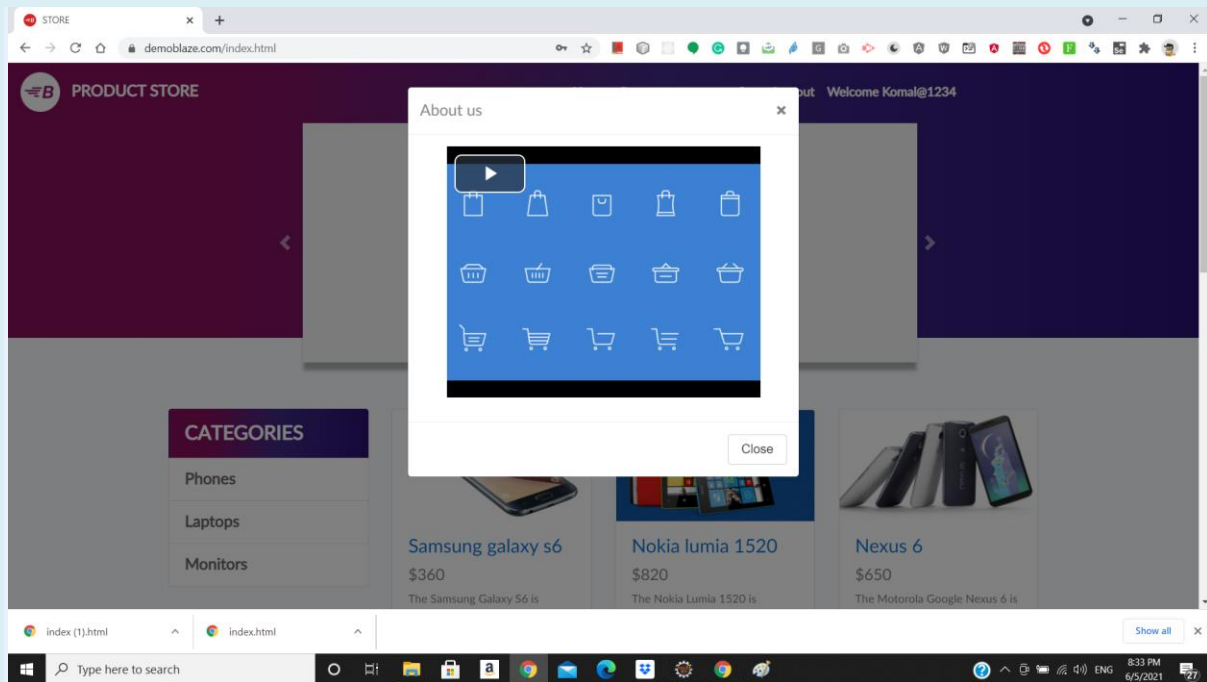 STORE
demoblaze.com/index.html
PRODUCT STORE
Welcome Komal@1234
About us
Close
CATEGORIES
Phones
Laptops
Monitors
Samsung galaxy s6
$360
The Samsung Galaxy S6 is
Nokia lumia 1520
$820
The Nokia Lumia 1520 is
Nexus 6
$650
The Motorola Google Nexus 6 is
index (1).html
index.html
Show all
Type here to search
ENG
8:33 PM
6/5/2021
27